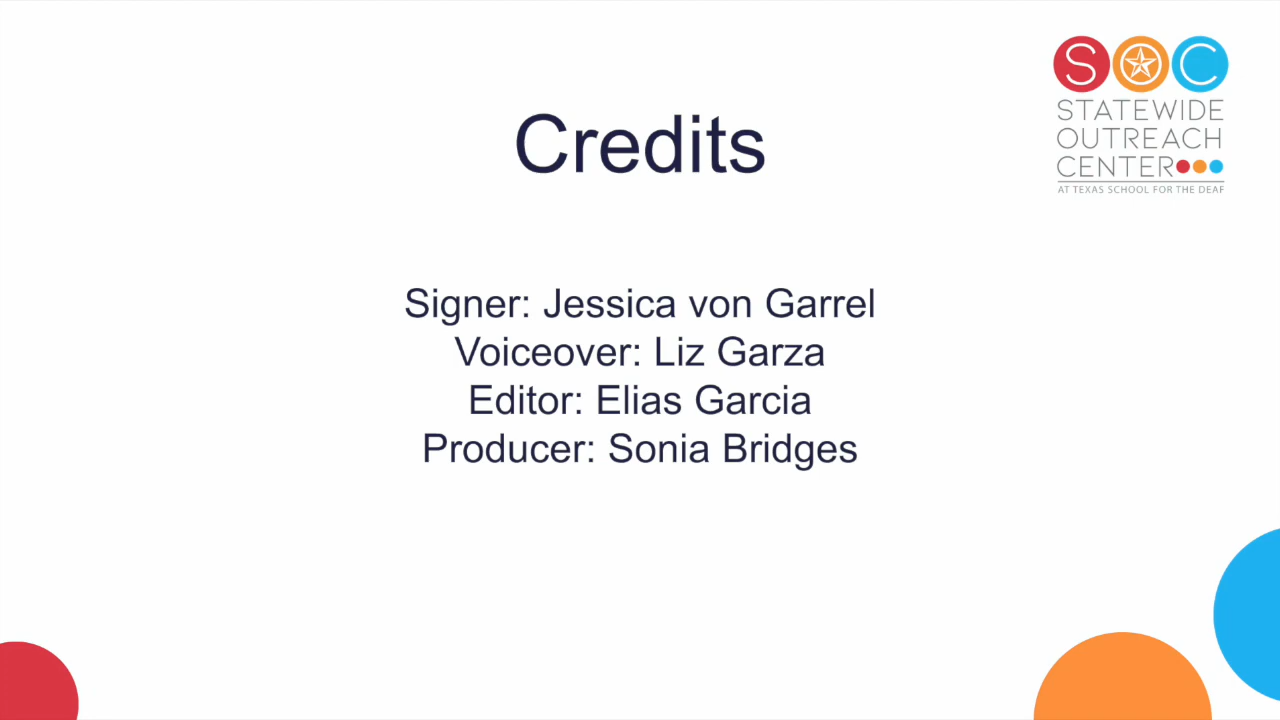 SOC
STATEWIDE
OUTREACH
CENTER
AT TEXAS SCHOOL FOR THE DEAF
Credits
Signer: Jessica von Garrel
Voiceover: Liz Garza
Editor: Elias Garcia
Producer: Sonia Bridges